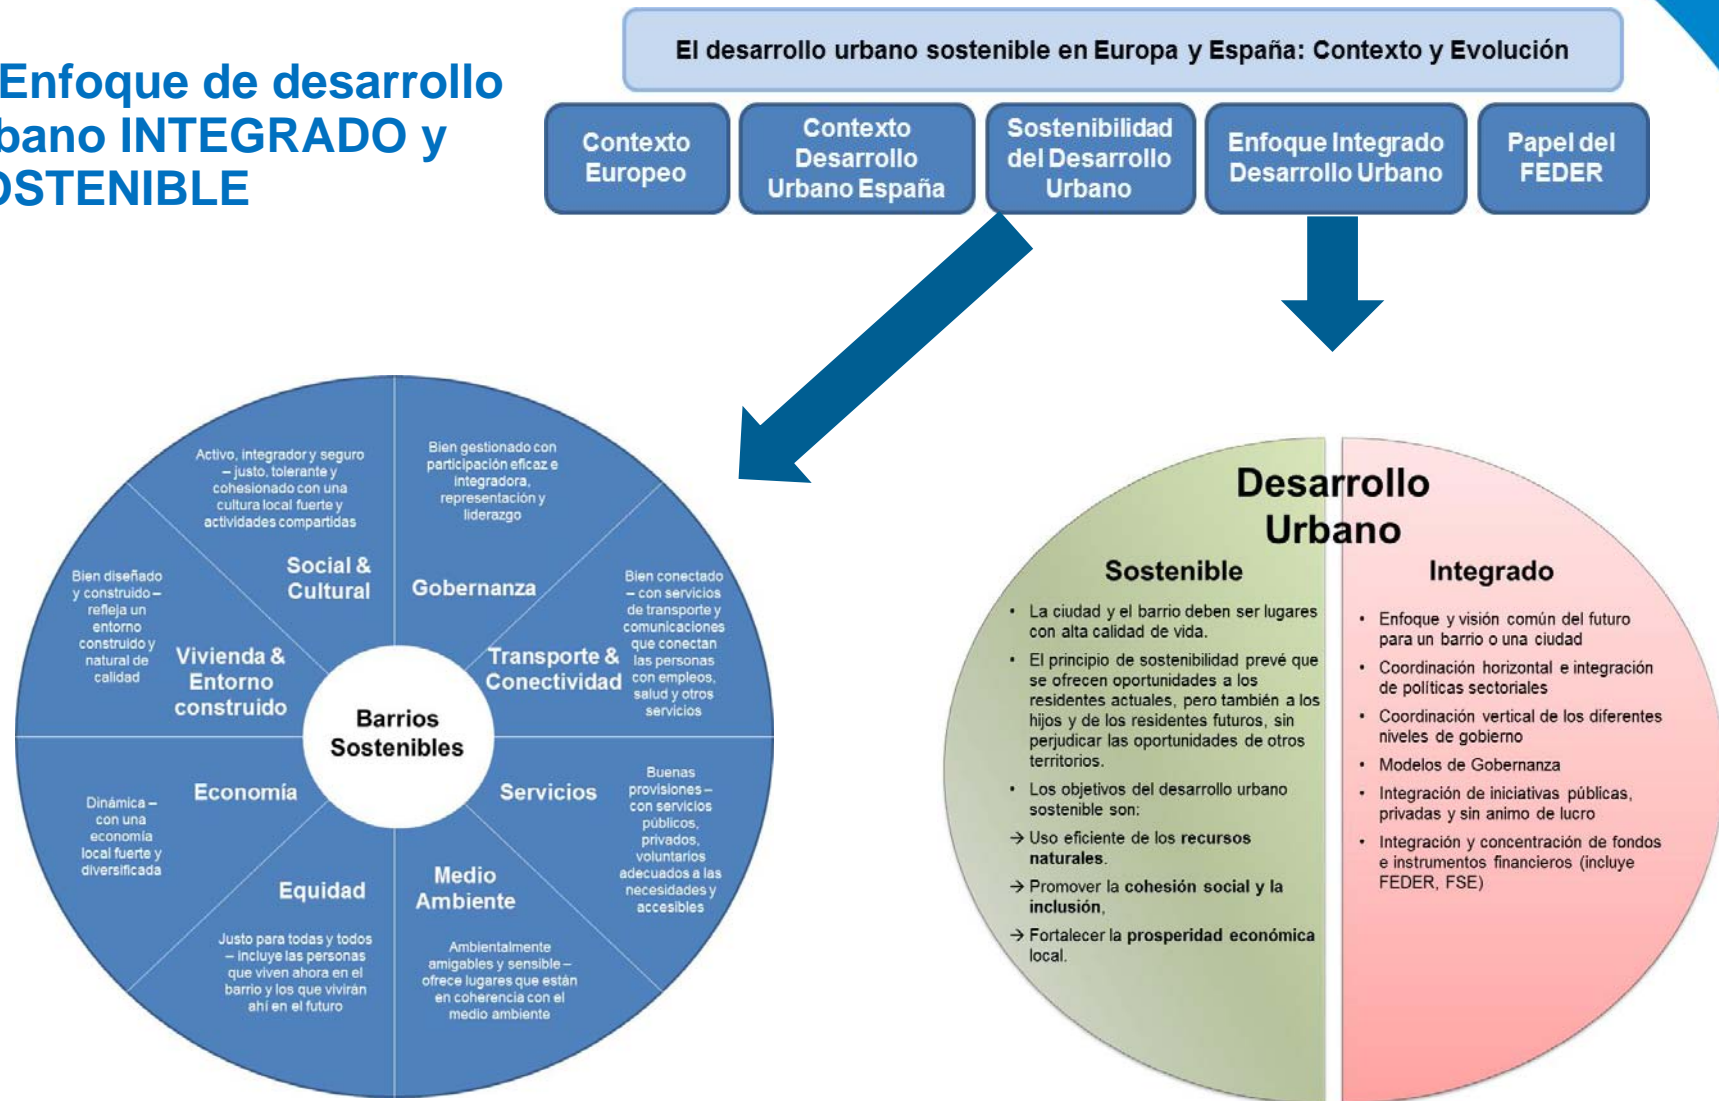 Enfoque de desarrollo
bano INTEGRADO y
OSTENIBLE
El desarrollo urbano sostenible en Europa y España: Contexto y Evolución
Contexto
Europeo
Contexto
Desarrollo
Urbano España
Sostenibilidad
del Desarrollo
Urbano
Enfoque Integrado
Desarrollo Urbano
Papel del
FEDER
Activo, integrador y seguro
– justo, tolerante y
cohesionado con una
cultura local fuerte y
actividades compartidas
Social &
Cultural
Bien gestionado con
participación eficaz e
integradora,
representación y
liderazgo
Gobernanza
Bien conectado
– con servicios
de transporte y
comunicaciones
que conectan
las personas
con empleos,
salud y otros
servicios
Transporte &
Conectividad
Bien diseñado
y construido –
refleja un
entorno
construido y
natural de
calidad
Vivienda &
Entorno
construido
Barrios
Sostenibles
Economía
Dinámica –
con una
economía
local fuerte y
diversificada
Servicios
Buenas
provisiones –
con servicios
públicos,
privados,
voluntarios
adecuados a las
necesidades y
accesibles
Equidad
Justo para todas y todos
– incluye las personas
que viven ahora en el
barrio y los que vivirán
ahí en el futuro
Medio
Ambiente
Ambientalmente
amigables y sensible –
ofrece lugares que están
en coherencia con el
medio ambiente
Desarrollo
Urbano
Sostenible
• La ciudad y el barrio deben ser lugares
con alta calidad de vida.
• El principio de sostenibilidad prevé que
se ofrecen oportunidades a los
residentes actuales, pero también a los
hijos y de los residentes futuros, sin
perjudicar las oportunidades de otros
territorios.
• Los objetivos del desarrollo urbano
sostenible son:
→ Uso eficiente de los recursos
naturales.
→ Promover la cohesión social y la
inclusión,
→ Fortalecer la prosperidad económica
local.
Integrado
• Enfoque y visión común del futuro
para un barrio o una ciudad
• Coordinación horizontal e integración
de políticas sectoriales
• Coordinación vertical de los diferentes
niveles de gobierno
• Modelos de Gobernanza
• Integración de iniciativas públicas,
privadas y sin animo de lucro
• Integración y concentración de fondos
e instrumentos financieros (incluye
FEDER, FSE)